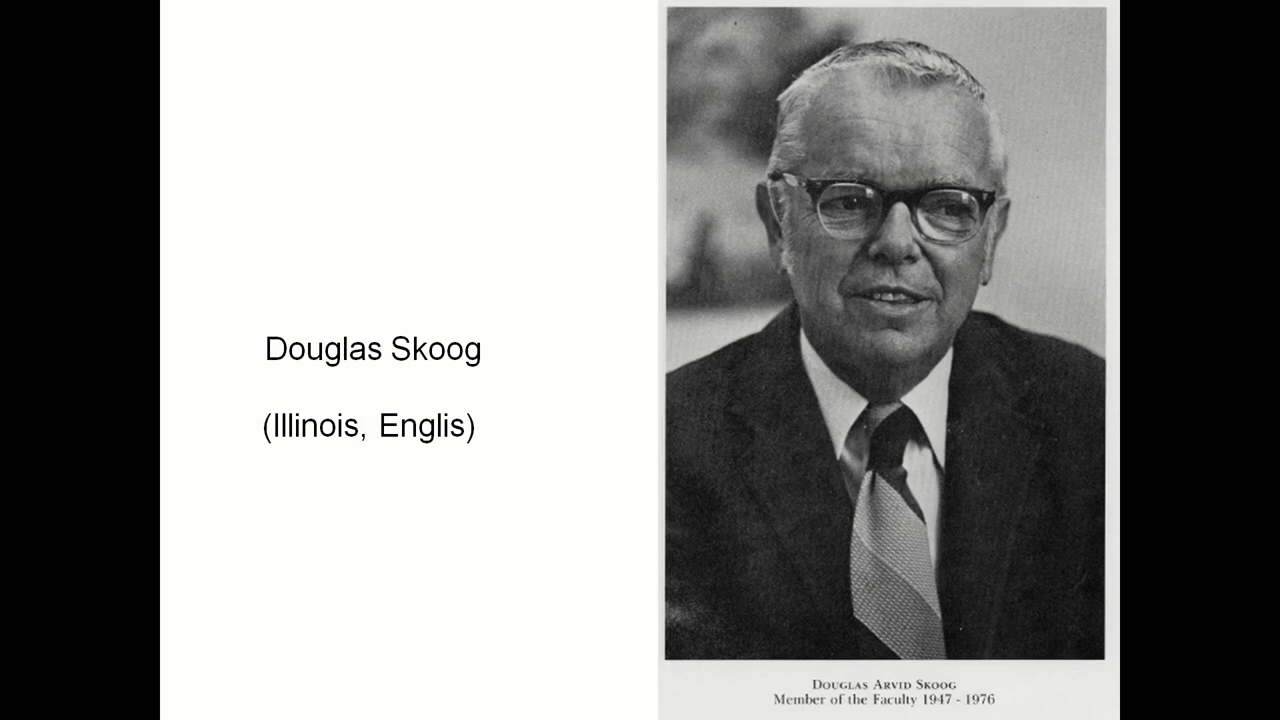 Douglas Skoog
(Illinois, Englis)
Douglas Arvid Skoog
Member of the Faculty 1947 - 1976